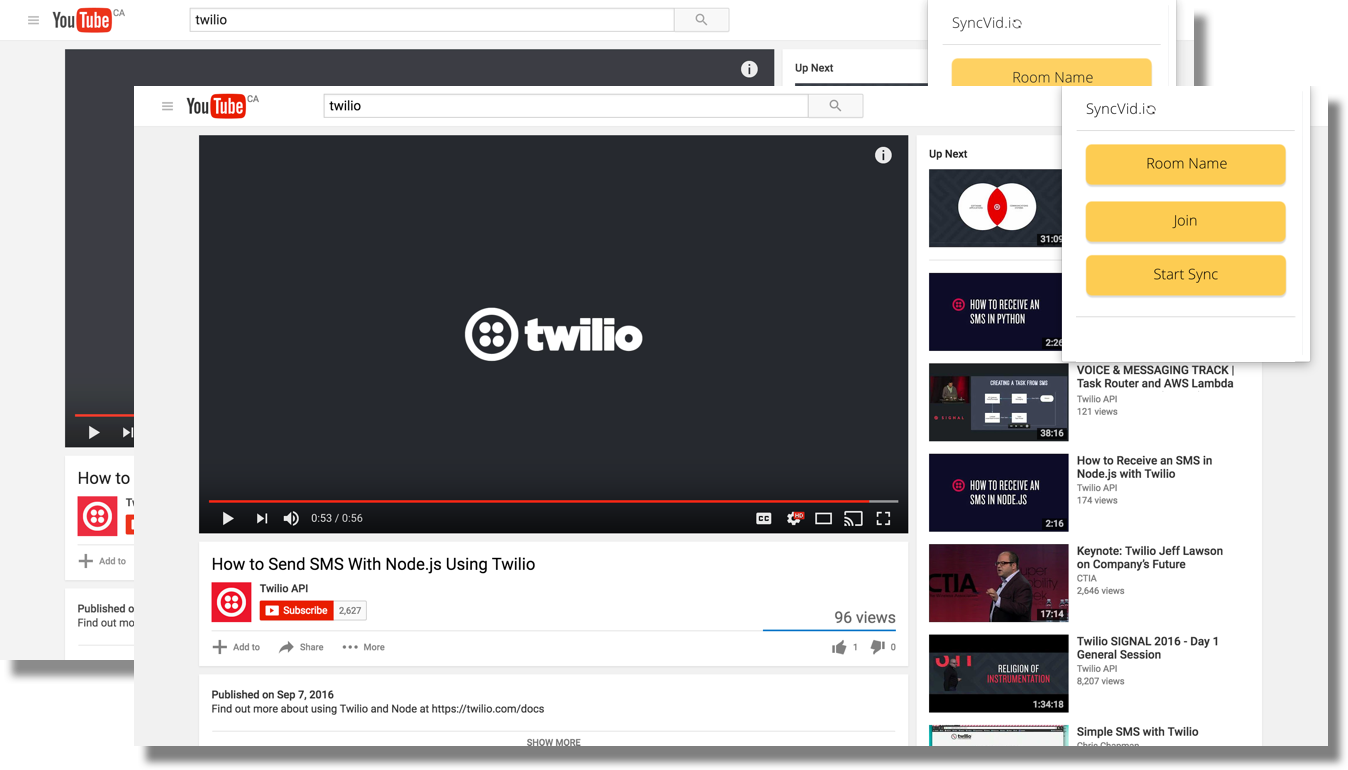 YouTube CA
twilio
SyncVid.io
Up Next
Room Name
YouTube CA
twilio
SyncVid.io
Room Name
Join
Start Sync
twilio
Up Next
31:09
HOW TO RECEIVE AN
SMS IN PYTHON
2:26
CREATING A TASK FROM SMS
SIGNAL
38:16
VOICE & MESSAGING TRACK |
Task Router and AWS Lambda
Twilio API
121 views
HOW TO RECEIVE AN
SMS IN NODE.JS
2:16
How to Receive an SMS in
Node.js with Twilio
Twilio API
174 views
CTIA
17:14
Keynote: Twilio Jeff Lawson
on Company's Future
CTIA
2,646 views
RELIGION OF
INSTRUMENTATION
1:34:18
Twilio SIGNAL 2016 - Day 1
General Session
Twilio API
8,207 views
twilio
Simple SMS with Twilio
Chris Chapman
0:53 / 0:56
CC
HD
How to Send SMS With Node.js Using Twilio
Twilio API
Subscribe 2,627
96 views
Add to Share More
1 0
Published on Sep 7, 2016
Find out more about using Twilio and Node at https://twilio.com/docs
SHOW MORE
How to
Tw
Add to
Published o
Find out mo